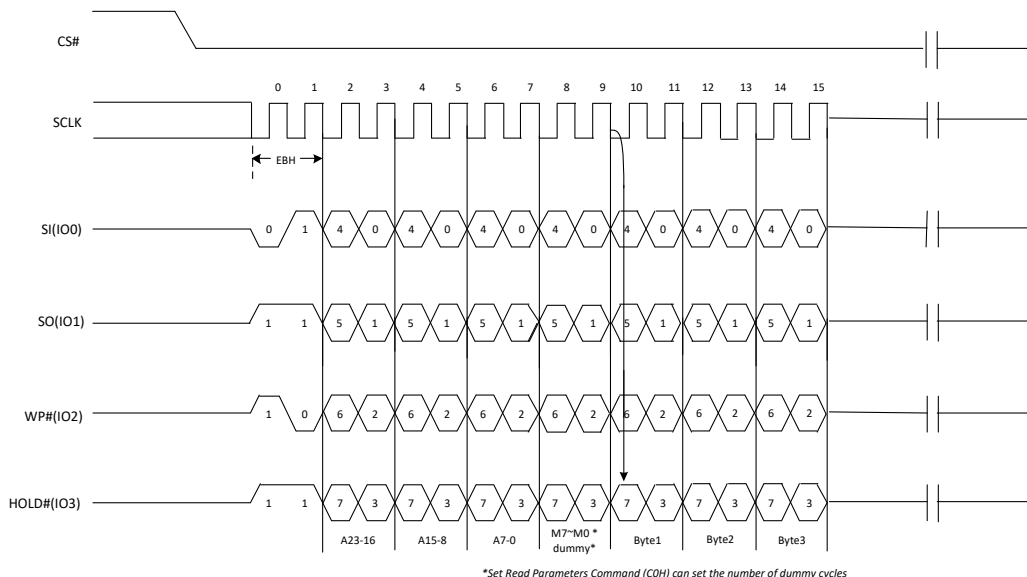 CS#
0 1 2 3 4 5 6 7 8 9 10 11 12 13 14 15
SCLK
EBH
SI(IO0) 0 1 4 0 4 0 4 0 4 0 4 0 4 0 4 0
SO(IO1) 1 1 5 1 5 1 5 1 5 1 5 1 5 1 5 1
WP#(IO2) 1 0 6 2 6 2 6 2 6 2 6 2 6 2 6 2
HOLD#(IO3) 1 1 7 3 7 3 7 3 7 3 7 3 7 3 7 3
A23-16 A15-8 A7-0 M7~M0 * Byte1 Byte2 Byte3
dummy*
*Set Read Parameters Command (C0H) can set the number of dummy cycles